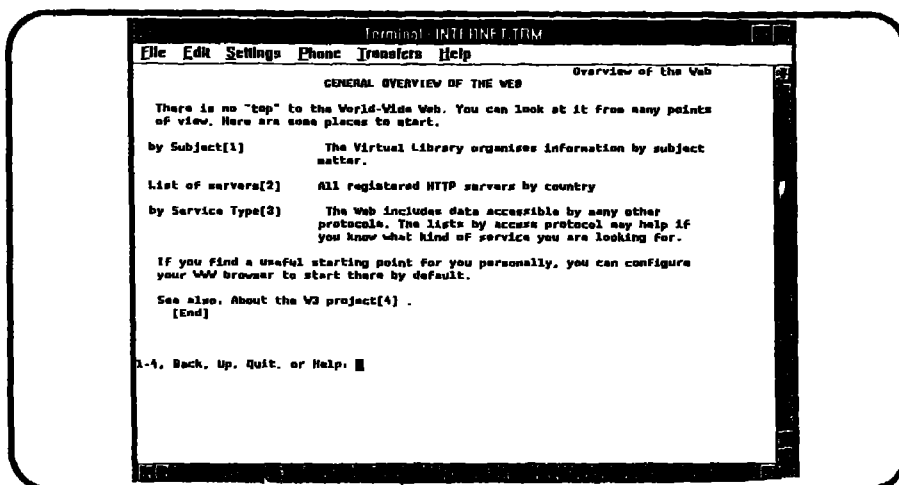 Terminal - INTERNET.TRM
File Edit Settings Phone Transfers Help
Overview of the Web
GENERAL OVERVIEW OF THE WEB
There is no "top" to the World-Wide Web. You can look at it from many points
of view. Here are some places to start.
by Subject[1] The Virtual Library organises information by subject
matter.
List of servers[2] All registered HTTP servers by country
by Service Type[3] The Web includes data accessible by many other
protocols. The lists by access protocol may help if
you know what kind of service you are looking for.
If you find a useful starting point for you personally, you can configure
your WWW browser to start there by default.
See also. About the W3 project[4] .
[End]
1-4, Back, Up, Quit, or Help: